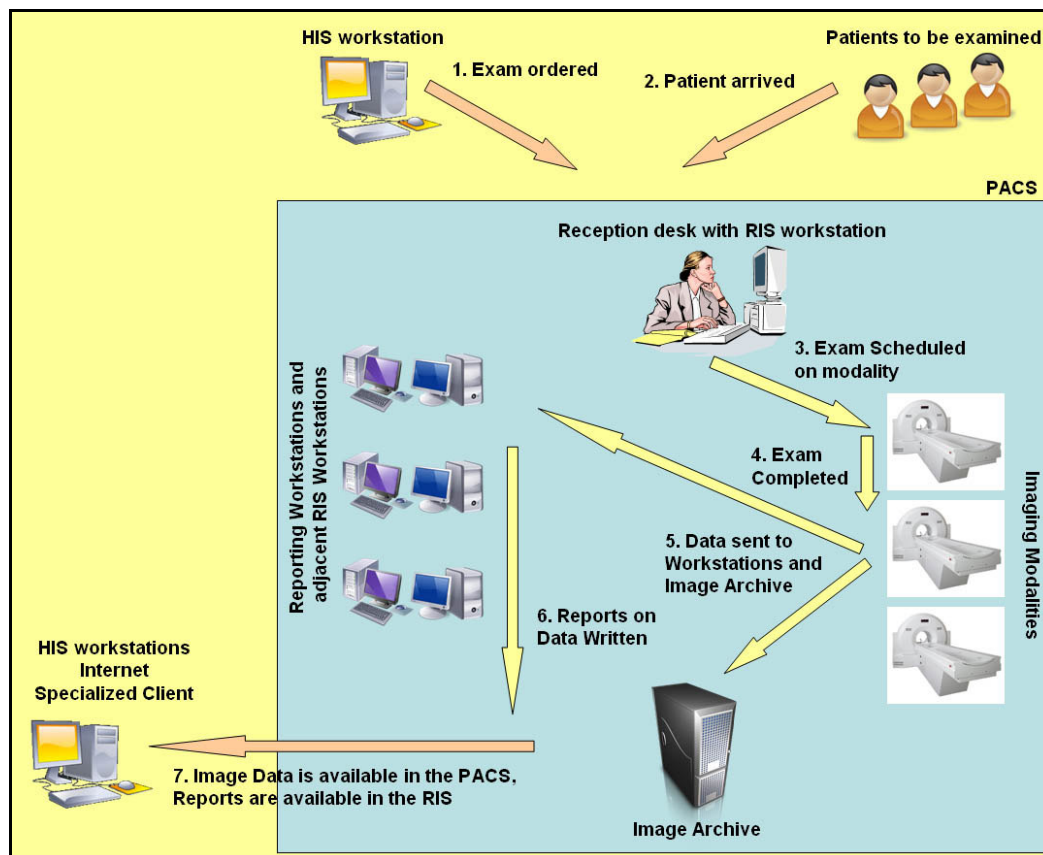 HIS workstation
Patients to be examined
1. Exam ordered
2. Patient arrived
PACS
Reception desk with RIS workstation
3. Exam Scheduled
on modality
Reporting Workstations and
adjacent RIS Workstations
4. Exam
Completed
Imaging Modalities
5. Data sent to
Workstations and
Image Archive
6. Reports on
Data Written
HIS workstations
Internet
Specialized Client
7. Image Data is available in the PACS,
Reports are available in the RIS
Image Archive